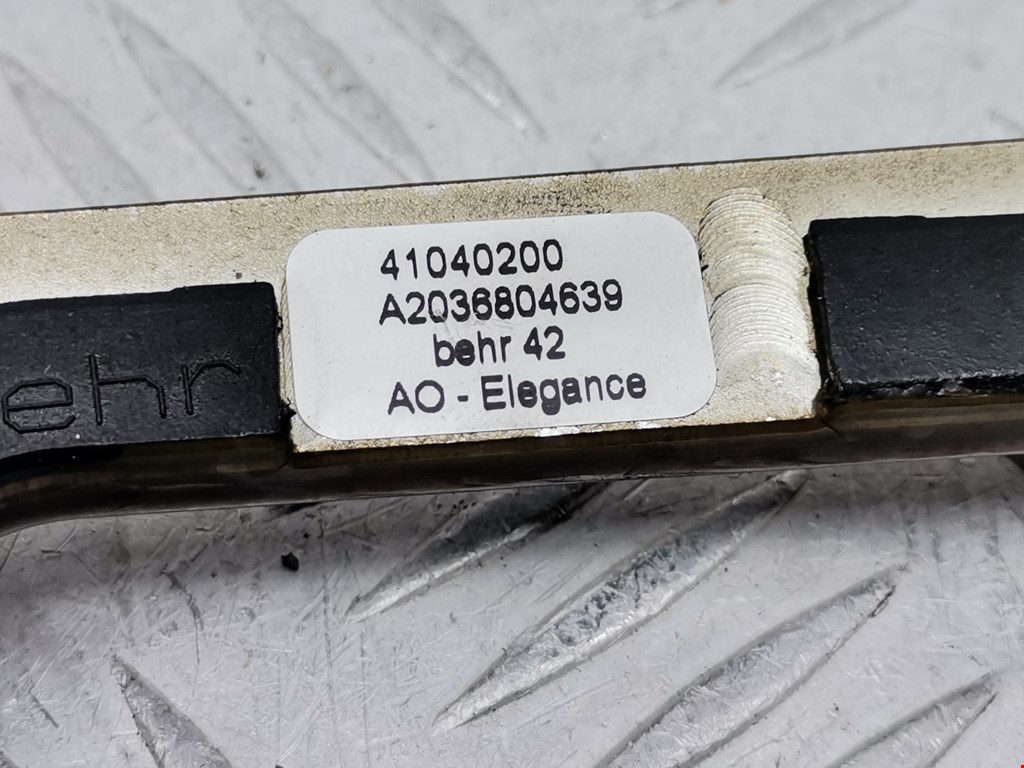 41040200
A2036804639
behr 42
AO - Elegance
ehr